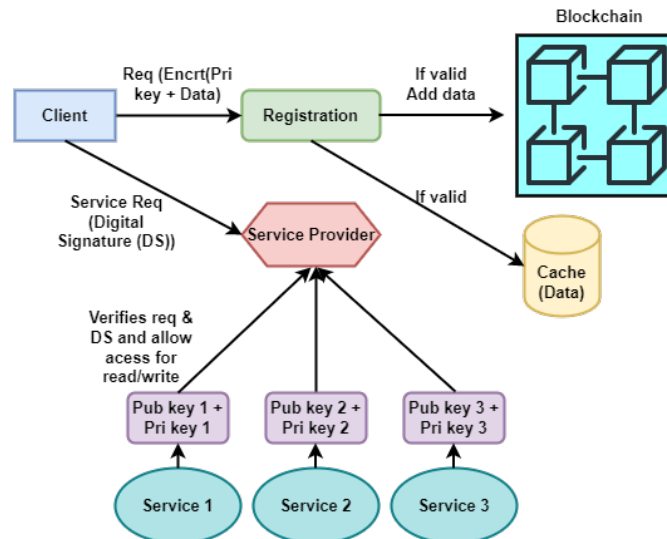 Blockchain
Req (Encrt(Pri
key + Data)
If valid
Add data
Client
Registration
Service Req
(Digital
Signature (DS))
If valid
Service Provider
Cache
(Data)
Verifies req &
DS and allow
acess for
read/write
Pub key 1 +
Pri key 1
Pub key 2 +
Pri key 2
Pub key 3 +
Pri key 3
Service 1
Service 2
Service 3